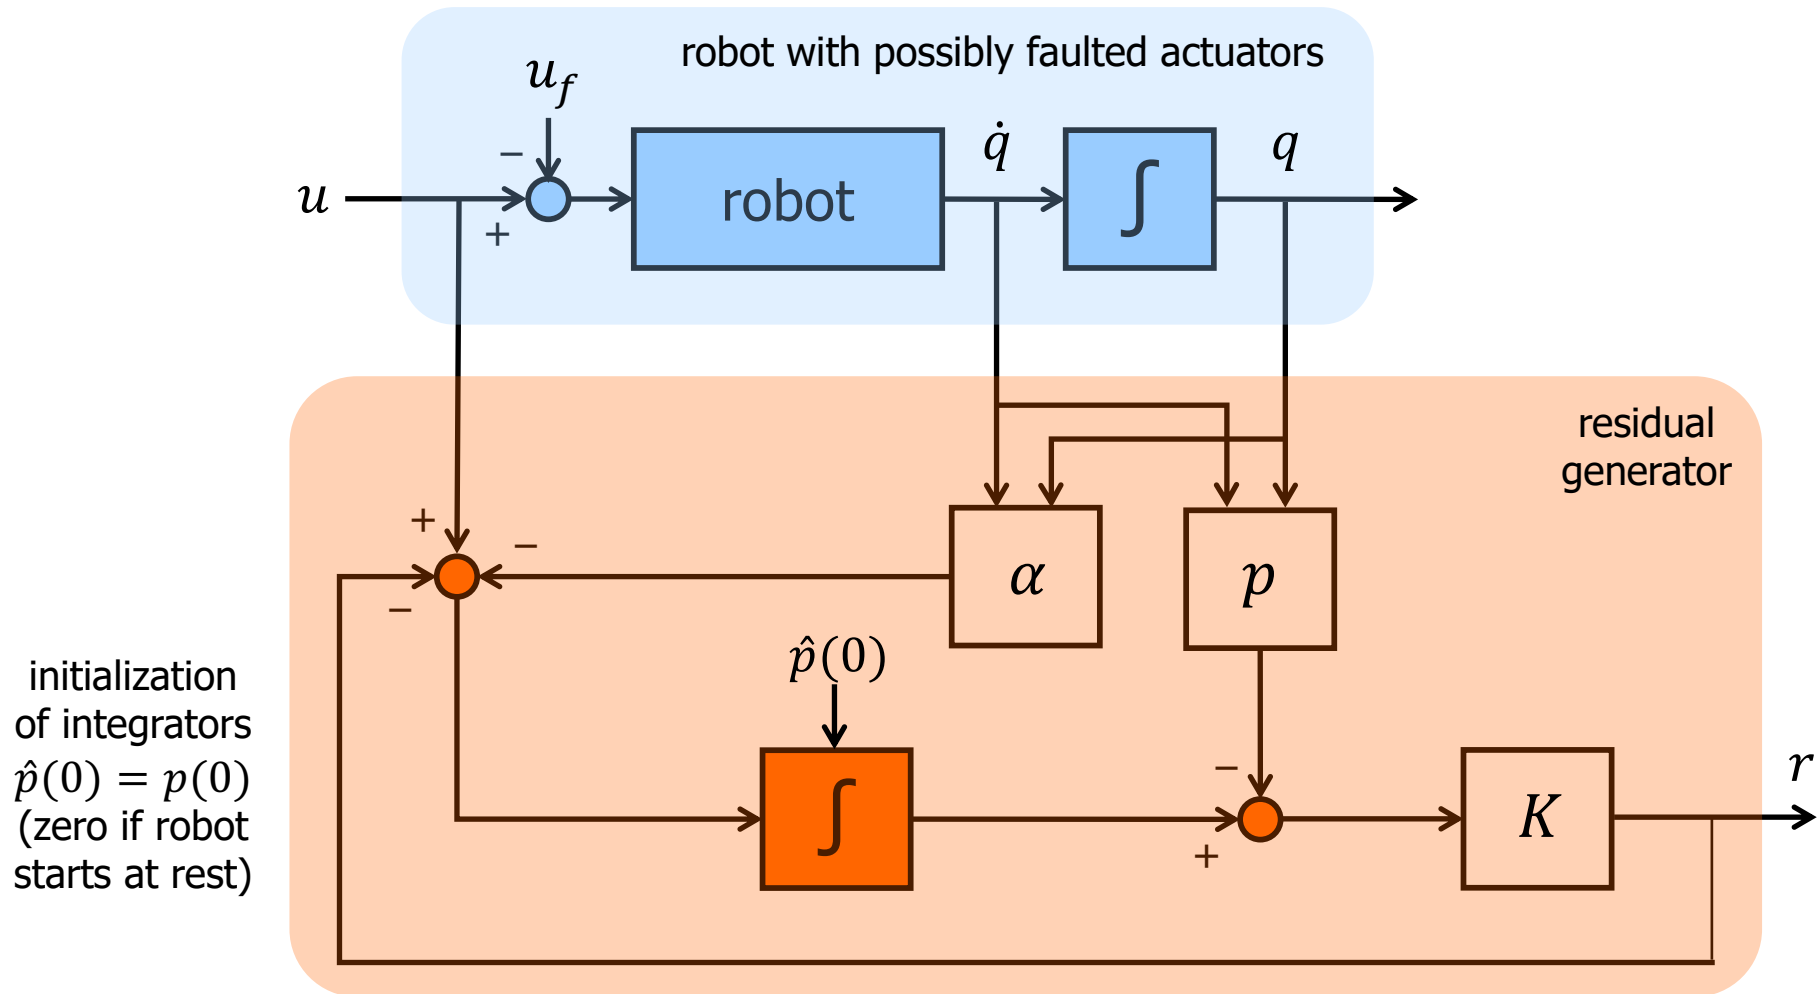 robot with possibly faulted actuators
u_f
−
q̇
q
u
robot
∫
+
residual
generator
+
−
α
p
−
p̂(0)
initialization
of integrators
p̂(0) = p(0)
(zero if robot
starts at rest)
−
r
∫
K
+